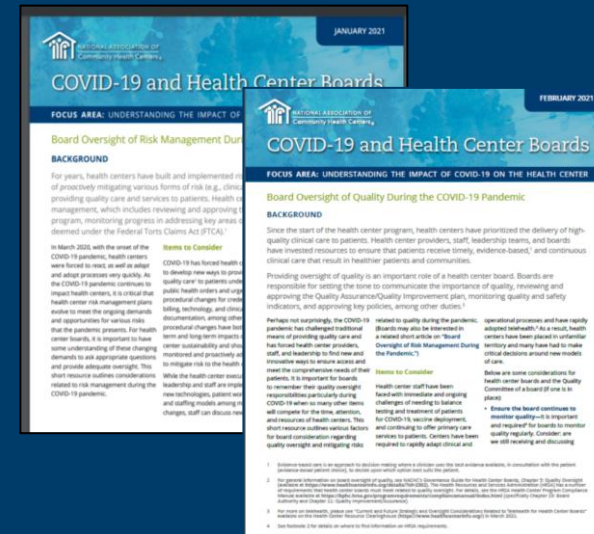 JANUARY 2021
NATIONAL ASSOCIATION OF
Community Health Centers
COVID-19 and Health Center Boards
FOCUS AREA: UNDERSTANDING THE IMPACT OF
Board Oversight of Risk Management Dur
BACKGROUND
For years, health centers have built and implemented ri
of proactively mitigating various forms of risk (e.g., clinica
providing quality care and services to patients. Health ce
management, which includes reviewing and approving t
program, monitoring progress in addressing key areas o
deemed under the Federal Torts Claims Act (FTCA).
In March 2020, with the onset of the
COVID-19 pandemic, health centers
were forced to react, as well as adapt
and adopt processes very quickly. As
the COVID-19 pandemic continues to
impact health centers, it is critical that
health center risk management plans
evolve to meet the ongoing demands
and opportunities for various risks
that the pandemic presents. For health
center boards, it is important to have
some understanding of these changing
demands to ask appropriate questions
and provide adequate oversight. This
short resource outlines considerations
related to risk management during the
COVID-19 pandemic.
Items to Consider
COVID-19 has forced health c
to develop new ways to provi
quality care to patients unde
public health orders and urge
procedural changes for crede
billing, technology, and clinica
documentation, among other
procedural changes have bot
term and long-term impacts o
center sustainability and shou
monitored and proactively ad
to mitigate risk to the health c
While the health center execu
leadership and staff are imple
new technologies, patient wor
and staffing models among m
changes, staff can discuss nev
FEBRUARY 2021
NATIONAL ASSOCIATION OF
Community Health Centers
COVID-19 and Health Center Boards
FOCUS AREA: UNDERSTANDING THE IMPACT OF COVID-19 ON THE HEALTH CENTER
Board Oversight of Quality During the COVID-19 Pandemic
BACKGROUND
Since the start of the health center program, health centers have prioritized the delivery of high-
quality clinical care to patients. Health center providers, staff, leadership teams, and boards
have invested resources to ensure that patients receive timely, evidence-based,¹ and continuous
clinical care that result in healthier patients and communities.
Providing oversight of quality is an important role of a health center board. Boards are
responsible for setting the tone to communicate the importance of quality, reviewing and
approving the Quality Assurance/Quality Improvement plan, monitoring quality and safety
indicators, and approving key policies, among other duties.²
Perhaps not surprisingly, the COVID-19
pandemic has challenged traditional
means of providing quality care and
has forced health center providers,
staff, and leadership to find new and
innovative ways to ensure access and
meet the comprehensive needs of their
patients. It is important for boards
to remember their quality oversight
responsibilities particularly during
COVID-19 when so many other items
will compete for the time, attention,
and resources of health centers. This
short resource outlines various factors
for board consideration regarding
quality oversight and mitigating risks
related to quality during the pandemic.
(Boards may also be interested in
a related short article on: "Board
Oversight of Risk Management During
the Pandemic.")
Items to Consider
Health center staff have been
faced with immediate and ongoing
challenges of needing to balance
testing and treatment of patients
for COVID-19, vaccine deployment,
and continuing to offer primary care
services to patients. Centers have been
required to rapidly adapt clinical and
operational processes and have rapidly
adopted telehealth.³ As a result, health
centers have been placed in unfamiliar
territory and many have had to make
critical decisions around new models
of care.
Below are some considerations for
health center boards and the Quality
Committee of a board (if one is in
place):
• Ensure the board continues to
monitor quality—It is important
and required⁴ for boards to monitor
quality regularly. Consider: are
we still receiving and discussing